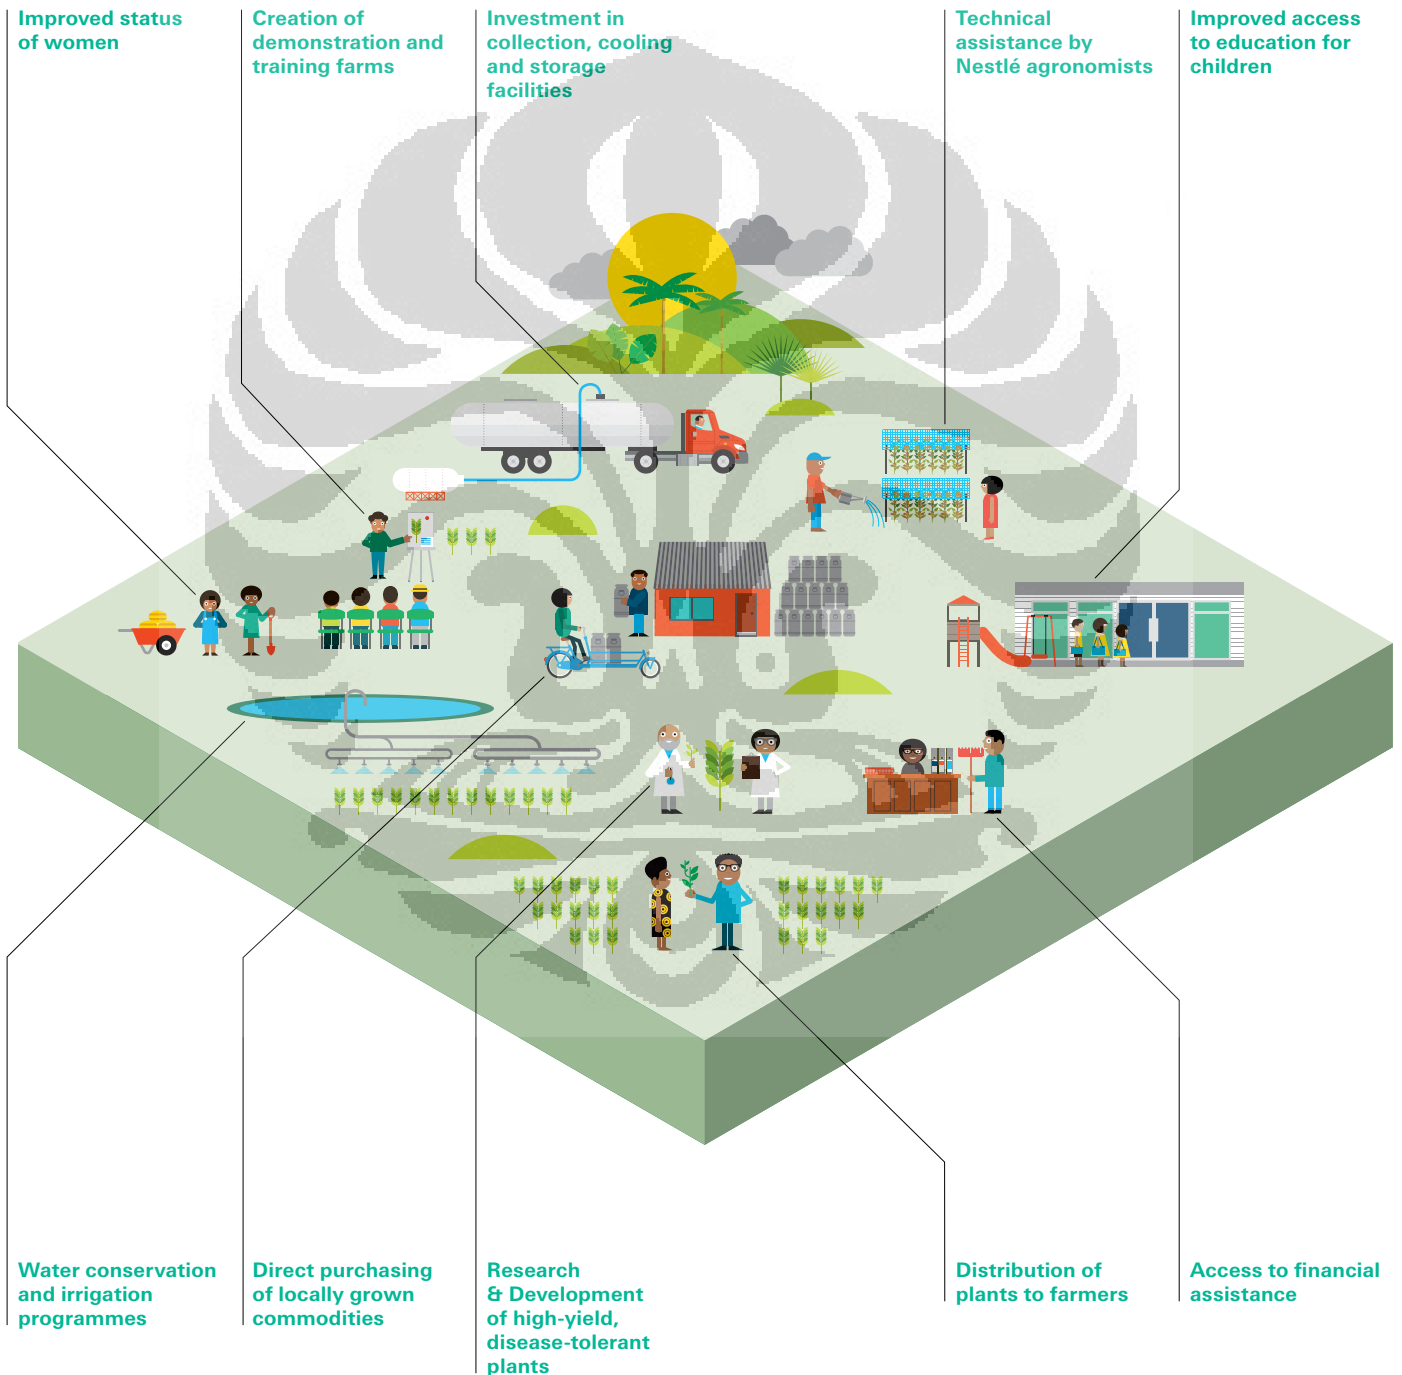 Improved status
of women
Creation of
demonstration and
training farms
Investment in
collection, cooling
and storage
facilities
Technical
assistance by
Nestlé agronomists
Improved access
to education for
children
Water conservation
and irrigation
programmes
Direct purchasing
of locally grown
commodities
Research
& Development
of high-yield,
disease-tolerant
plants
Distribution of
plants to farmers
Access to financial
assistance